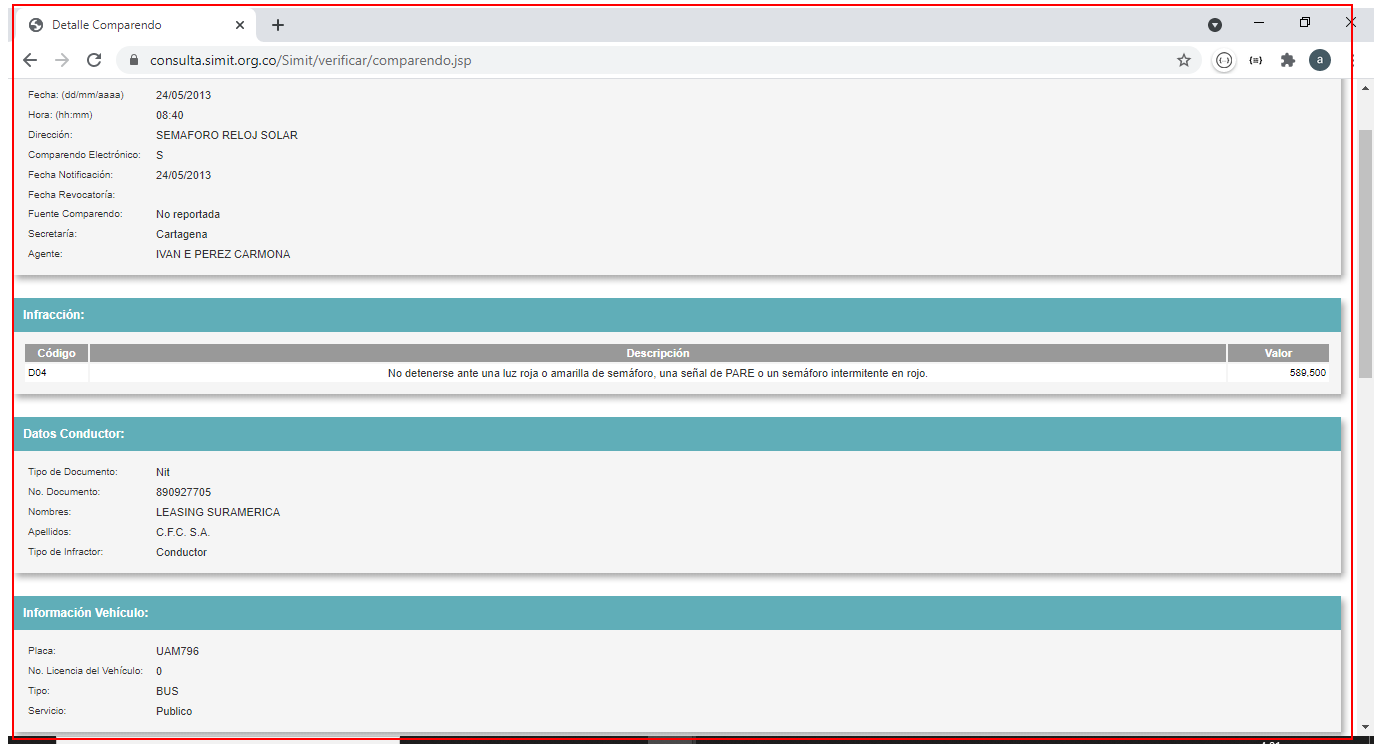 Detalle Comparendo
consulta.simit.org.co/Simit/verificar/comparendo.jsp
a
Fecha: (dd/mm/aaaa) 24/05/2013
Hora: (hh:mm) 08:40
Dirección: SEMAFORO RELOJ SOLAR
Comparendo Electrónico: S
Fecha Notificación: 24/05/2013
Fecha Revocatoría:
Fuente Comparendo: No reportada
Secretaría: Cartagena
Agente: IVAN E PEREZ CARMONA
Infracción:
Código Descripción Valor
D04 No detenerse ante una luz roja o amarilla de semáforo, una señal de PARE o un semáforo intermitente en rojo. 589,500
Datos Conductor:
Tipo de Documento: Nit
No. Documento: 890927705
Nombres: LEASING SURAMERICA
Apellidos: C.F.C. S.A.
Tipo de Infractor: Conductor
Información Vehículo:
Placa: UAM796
No. Licencia del Vehículo: 0
Tipo: BUS
Servicio: Publico